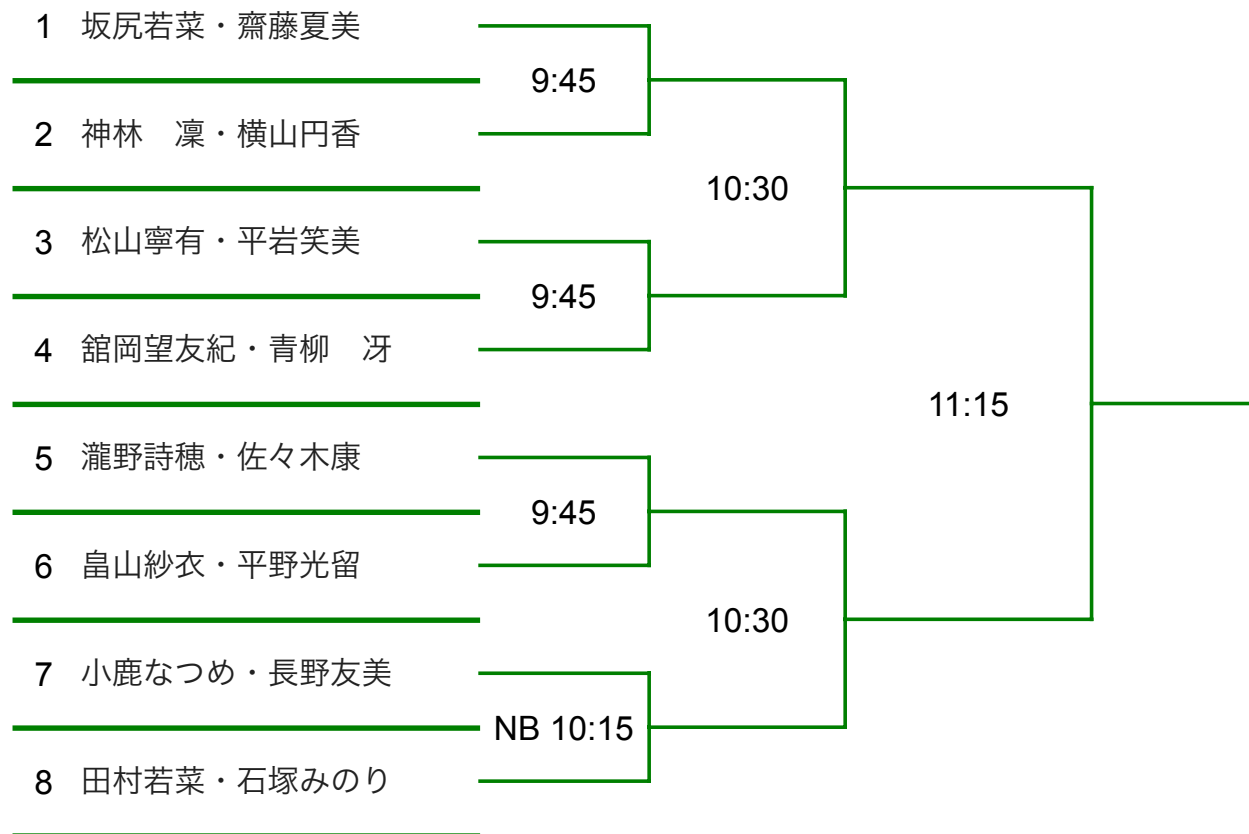 1 坂尻若菜・齋藤夏美
9:45
2 神林　凜・横山円香
10:30
3 松山寧有・平岩笑美
9:45
4 舘岡望友紀・青柳　冴
11:15
5 瀧野詩穂・佐々木康
9:45
6 畠山紗衣・平野光留
10:30
7 小鹿なつめ・長野友美
NB 10:15
8 田村若菜・石塚みのり